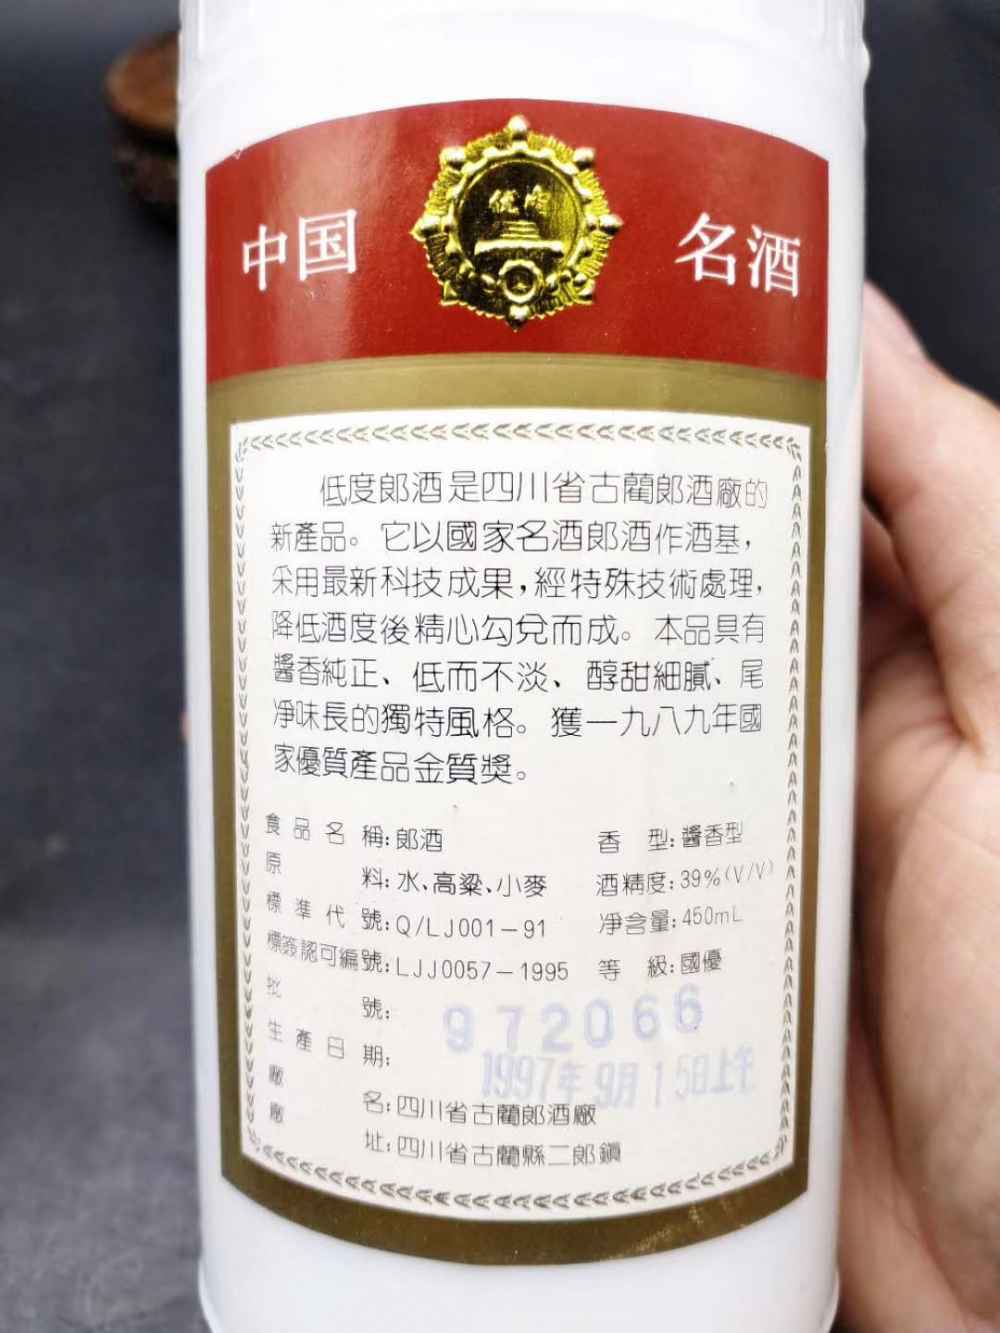 中国 名酒
低度郎酒是四川省古藺郎酒廠的
新產品。它以國家名酒郎酒作酒基，
采用最新科技成果，經特殊技術處理，
降低酒度後精心勾兌而成。本品具有
醬香純正、低而不淡、醇甜細膩、尾
淨味長的獨特風格。獲一九八九年國
家優質產品金質獎。
食品名稱:郎酒 香型:醬香型
原料:水、高粱、小麥 酒精度:39%(V/V)
標準代號:Q/LJ001-91 净含量:450mL
標簽認可編號:LJJ0057-1995 等級:國優
批號: 972066
生產日期: 1997年9月15日上午
廠名:四川省古藺郎酒廠
廠址:四川省古藺縣二郎鎮